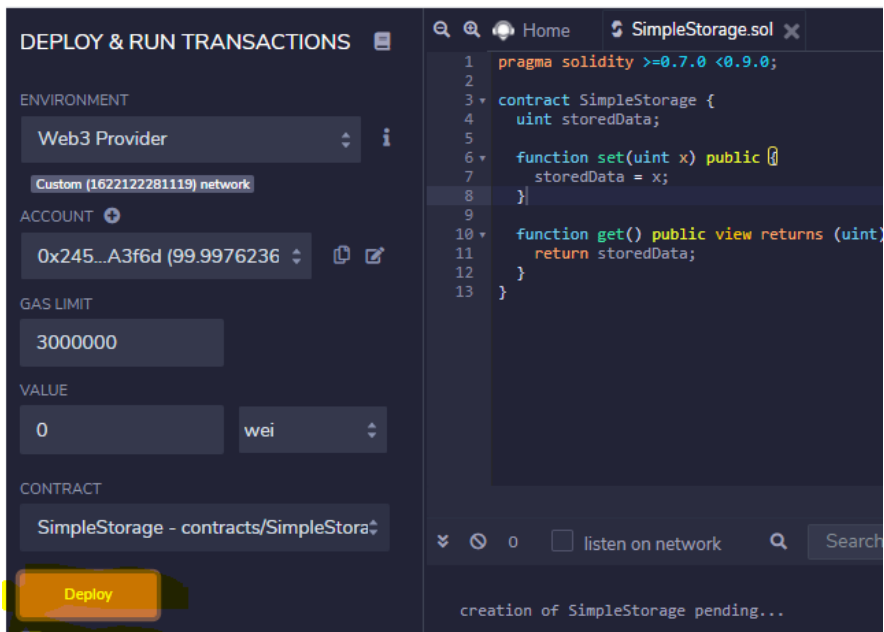 DEPLOY & RUN TRANSACTIONS
ENVIRONMENT
Web3 Provider
i
Custom (1622122281119) network
ACCOUNT
0x245...A3f6d (99.9976236
GAS LIMIT
3000000
VALUE
0
wei
CONTRACT
SimpleStorage - contracts/SimpleStora
Deploy
Home
SimpleStorage.sol
1 pragma solidity >=0.7.0 <0.9.0;
2
3 contract SimpleStorage {
4 uint storedData;
5
6 function set(uint x) public {
7 storedData = x;
8 }
9
10 function get() public view returns (uint)
11 return storedData;
12 }
13 }
0
listen on network
Search
creation of SimpleStorage pending...